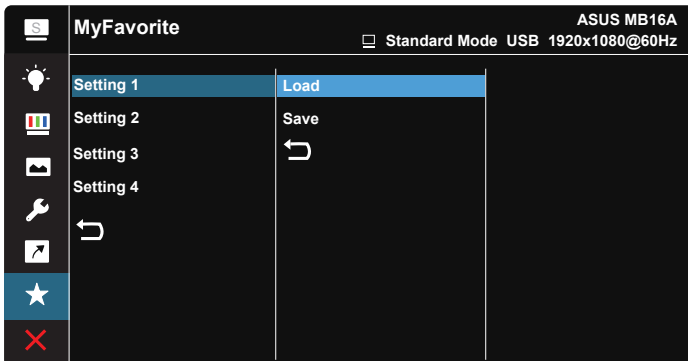 S
MyFavorite
ASUS MB16A
Standard Mode USB 1920x1080@60Hz
Setting 1 Load
Setting 2 Save
Setting 3
Setting 4